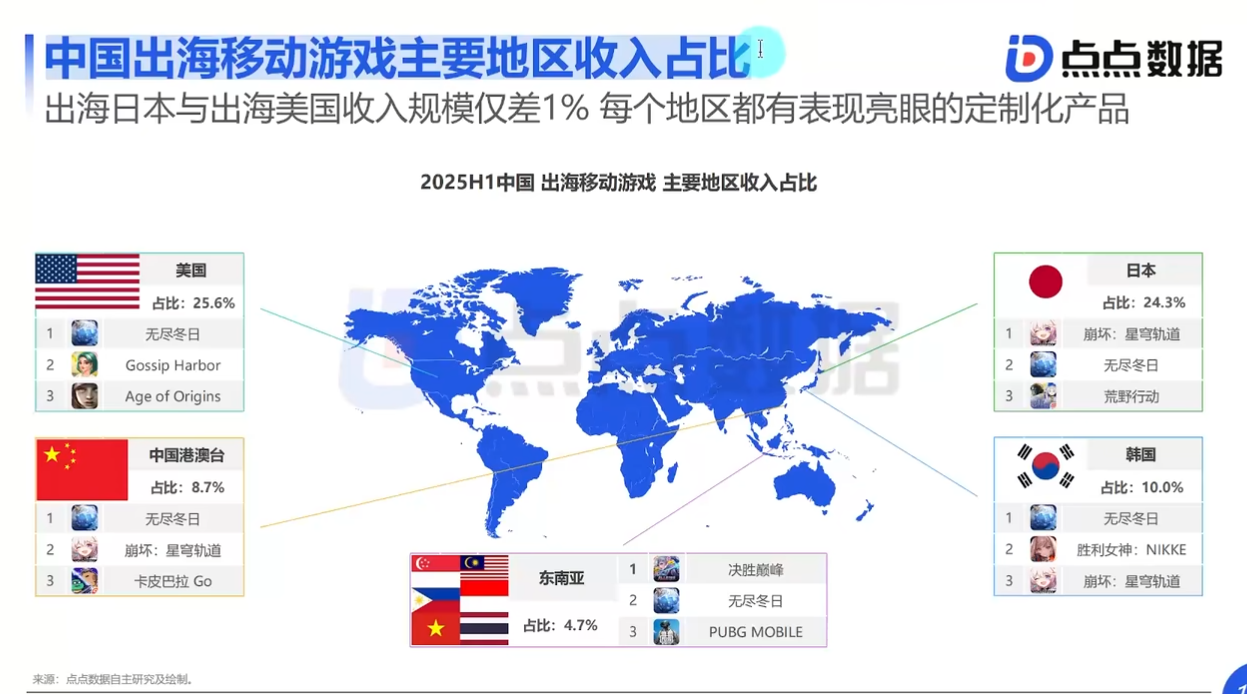 中国出海移动游戏主要地区收入占比
点点数据
出海日本与出海美国收入规模仅差1% 每个地区都有表现亮眼的定制化产品
2025H1中国 出海移动游戏 主要地区收入占比
美国
占比：25.6%
1 无尽冬日
2 Gossip Harbor
3 Age of Origins
中国港澳台
占比：8.7%
1 无尽冬日
2 崩坏：星穹轨道
3 卡皮巴拉 Go
东南亚
占比：4.7%
1 决胜巅峰
2 无尽冬日
3 PUBG MOBILE
日本
占比：24.3%
1 崩坏：星穹轨道
2 无尽冬日
3 荒野行动
韩国
占比：10.0%
1 无尽冬日
2 胜利女神：NIKKE
3 崩坏：星穹轨道
点点数据
来源：点点数据自主研究及绘制。